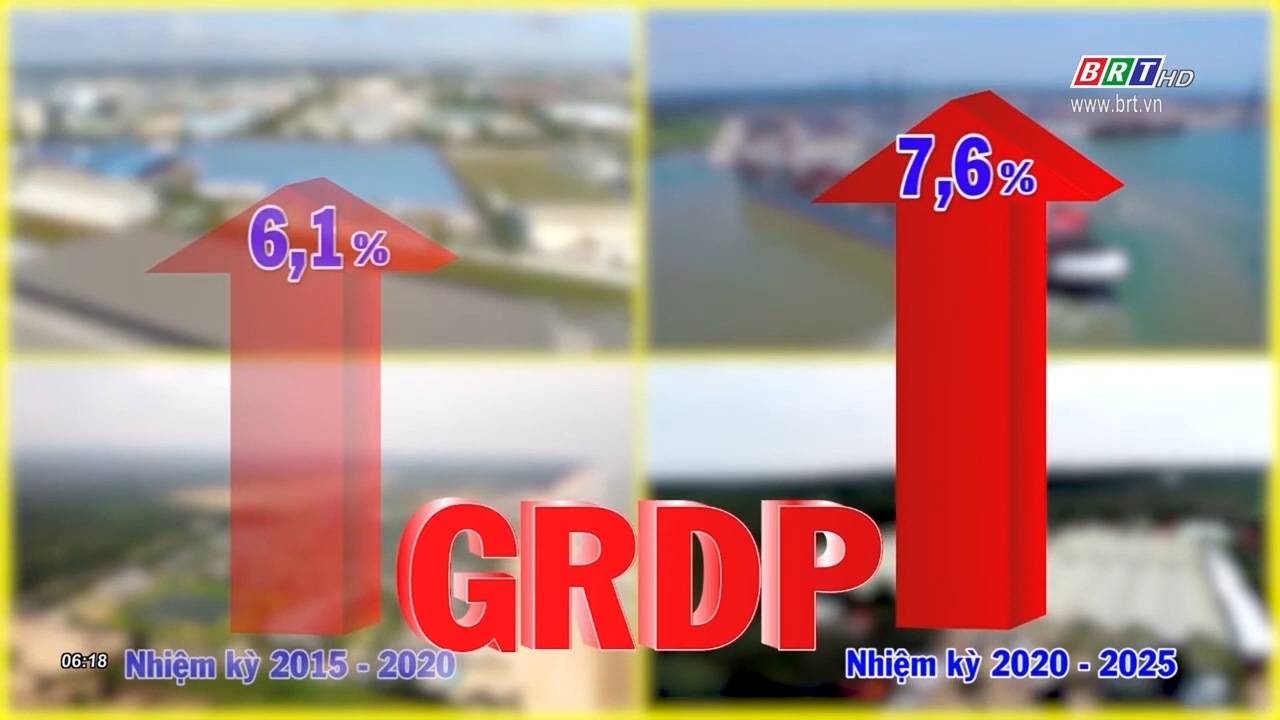 BRT HD
www.brt.vn
7,6%
6,1%
GRDP
06:18
Nhiệm kỳ 2015 - 2020
Nhiệm kỳ 2020 - 2025